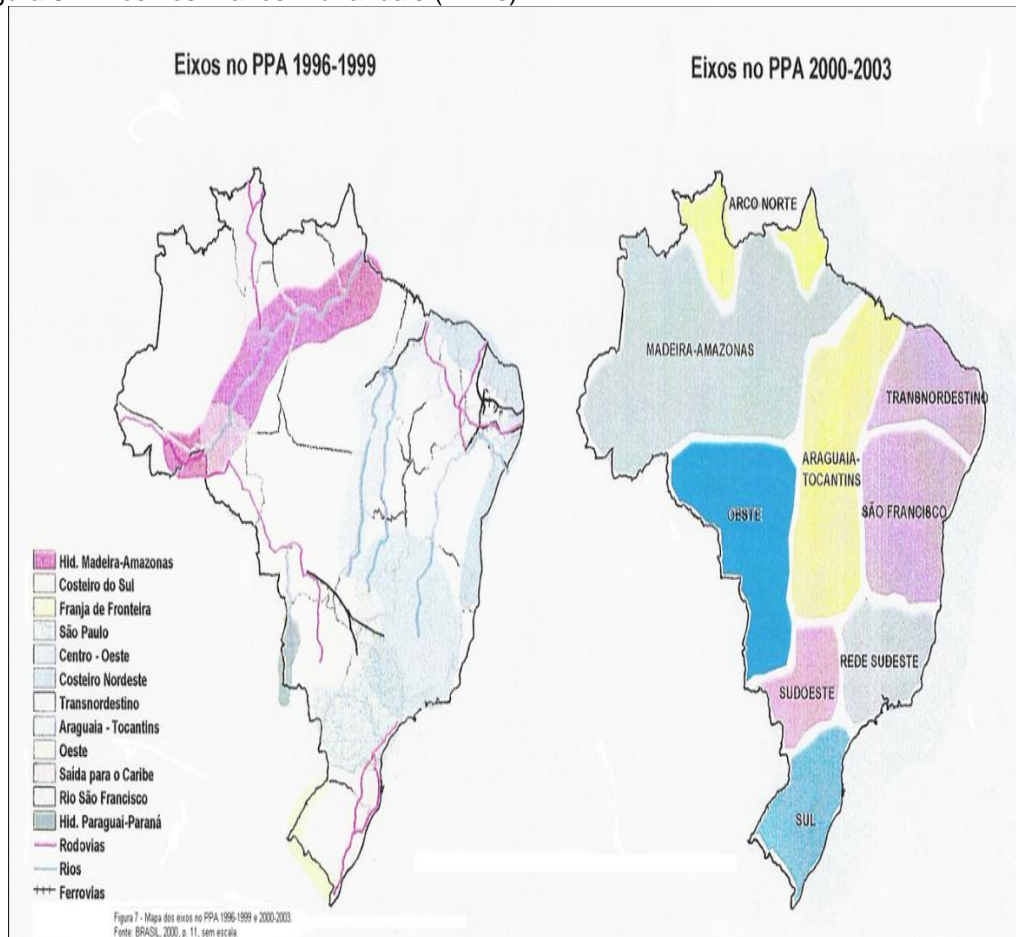 Eixos no PPA 1996-1999
Eixos no PPA 2000-2003
ARCO NORTE
MADEIRA-AMAZONAS
TRANSNORDESTINO
ARAGUAIA-
TOCANTINS
OESTE
SÃO FRANCISCO
REDE SUDESTE
SUDOESTE
SUL
Hid. Madeira-Amazonas
Costeiro do Sul
Franja de Fronteira
São Paulo
Centro - Oeste
Costeiro Nordeste
Transnordestino
Araguaia - Tocantins
Oeste
Saída para o Caribe
Rio São Francisco
Hid. Paraguai-Paraná
Rodovias
Rios
Ferrovias
Figura 7 - Mapa dos eixos no PPA 1996-1999 e 2000-2003.
Fonte: BRASIL, 2000, p. 11, sem escala.